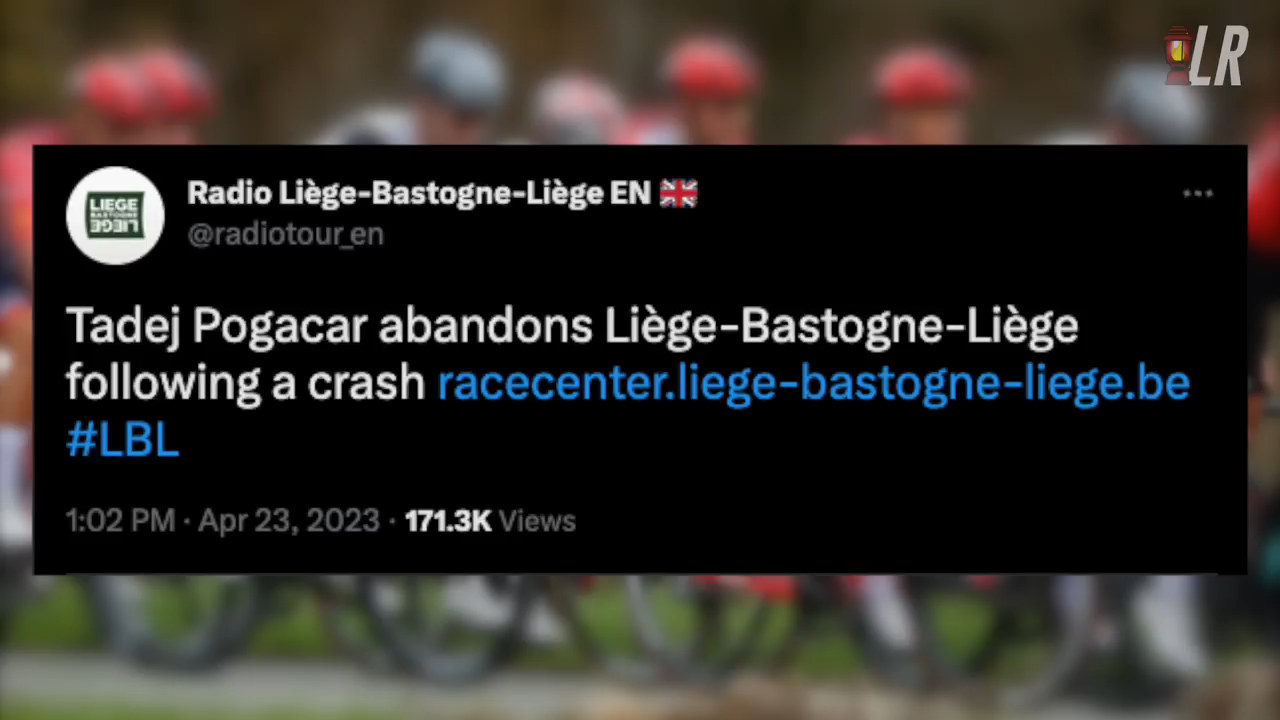 LR
LIEGE
BASTOGNE
LIEGE
Radio Liège-Bastogne-Liège EN 🇬🇧
@radiotour_en
Tadej Pogacar abandons Liège-Bastogne-Liège
following a crash racecenter.liege-bastogne-liege.be
#LBL
1:02 PM · Apr 23, 2023 · 171.3K Views